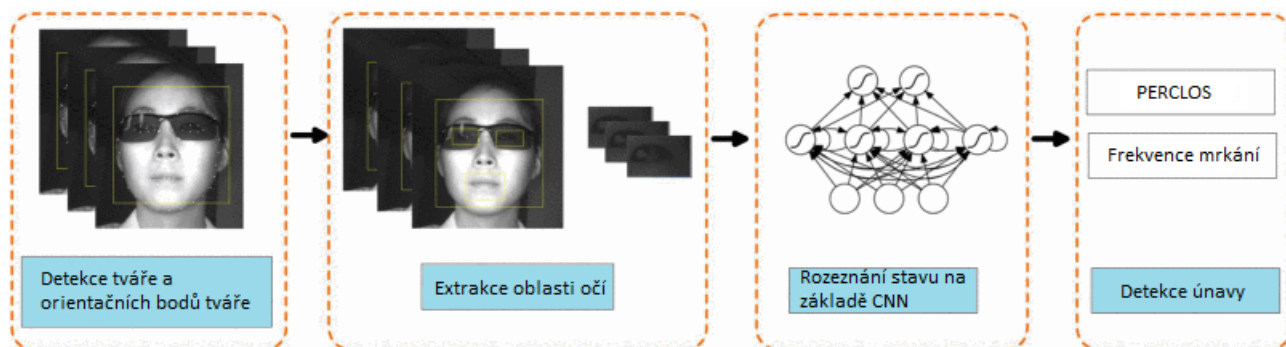 Detekce tváře a
orientačních bodů tváře
Extrakce oblasti očí
Rozeznání stavu na
základě CNN
PERCLOS
Frekvence mrkání
Detekce únavy